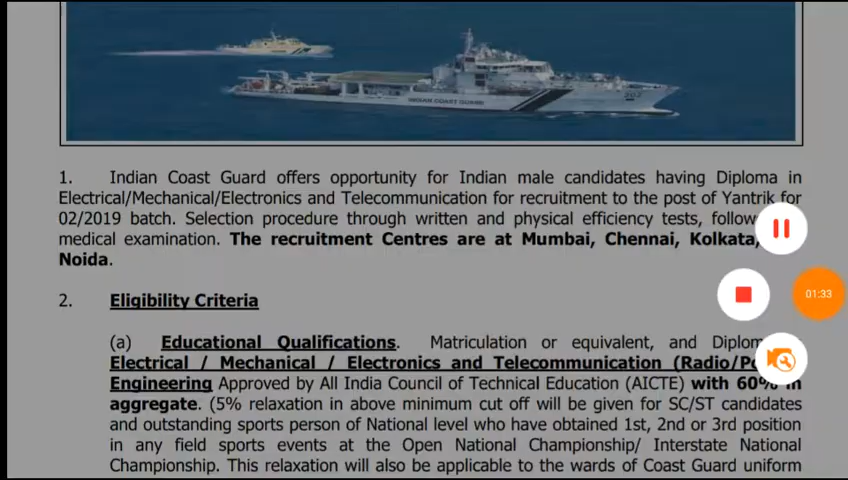 INDIAN COAST GUARD
1. Indian Coast Guard offers opportunity for Indian male candidates having Diploma in
Electrical/Mechanical/Electronics and Telecommunication for recruitment to the post of Yantrik for
02/2019 batch. Selection procedure through written and physical efficiency tests, follow
medical examination. The recruitment Centres are at Mumbai, Chennai, Kolkata,
Noida.
2. Eligibility Criteria
(a) Educational Qualifications. Matriculation or equivalent, and Diplom
Electrical / Mechanical / Electronics and Telecommunication (Radio/Po
Engineering Approved by All India Council of Technical Education (AICTE) with 60% in
aggregate. (5% relaxation in above minimum cut off will be given for SC/ST candidates
and outstanding sports person of National level who have obtained 1st, 2nd or 3rd position
in any field sports events at the Open National Championship/ Interstate National
Championship. This relaxation will also be applicable to the wards of Coast Guard uniform
01:33